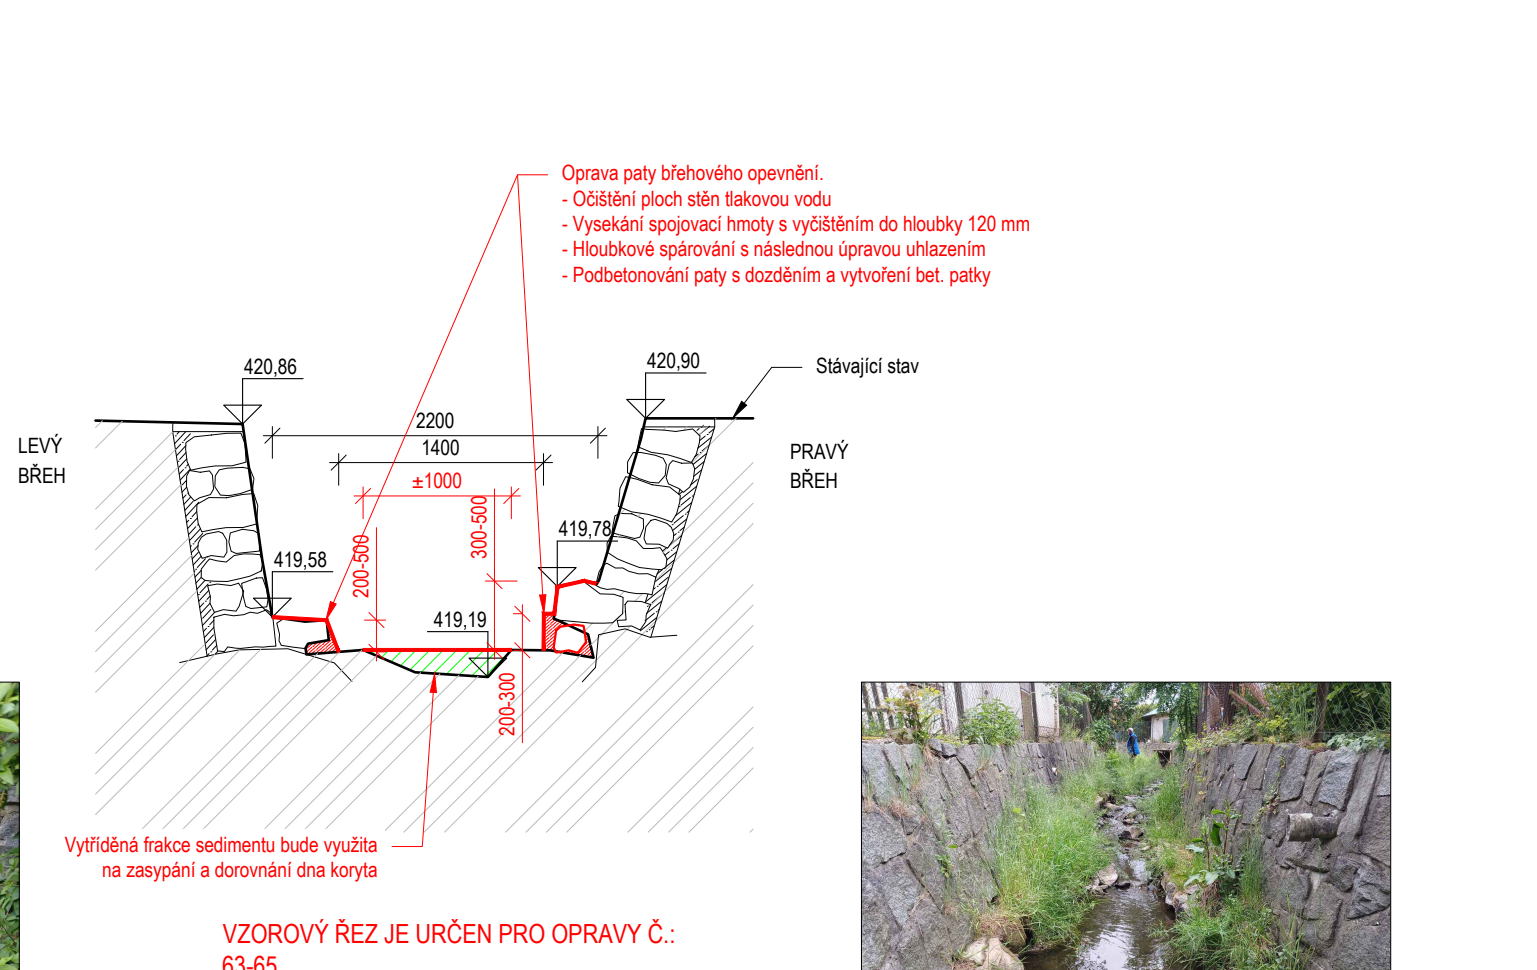 Oprava paty břehového opevnění.
- Očištění ploch stěn tlakovou vodu
- Vysekání spojovací hmoty s vyčištěním do hloubky 120 mm
- Hloubkové spárování s následnou úpravou uhlazením
- Podbetonování paty s dozděním a vytvoření bet. patky
420,86
420,90
Stávající stav
2200
1400
±1000
LEVÝ
BŘEH
PRAVÝ
BŘEH
300-500
419,78
200-500
419,58
419,19
200-300
Vytříděná frakce sedimentu bude využita
na zasypání a dorovnání dna koryta
VZOROVÝ ŘEZ JE URČEN PRO OPRAVY Č.:
63-65